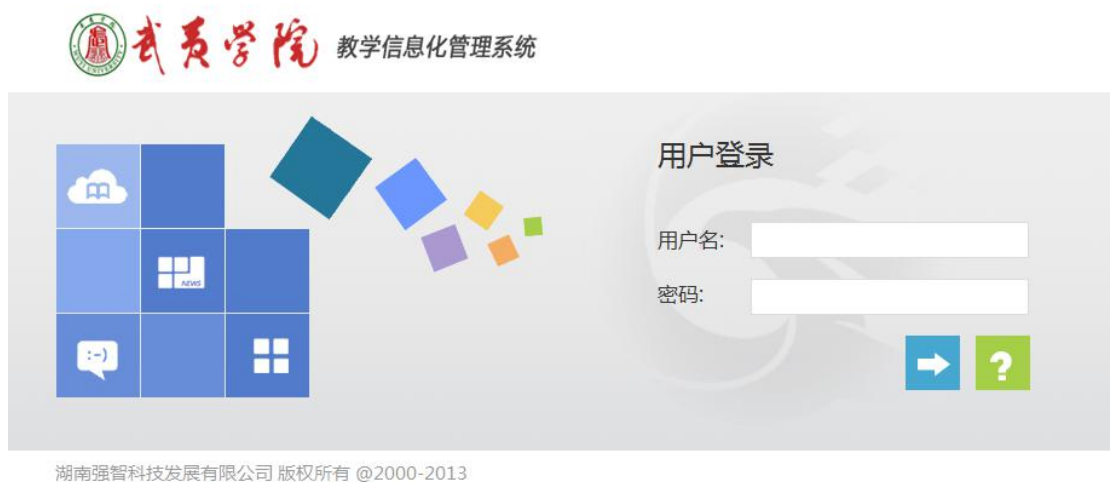 武夷学院 教学信息化管理系统
用户登录
用户名:
密码:
NEWS
:-)
?
湖南强智科技发展有限公司 版权所有 @2000-2013